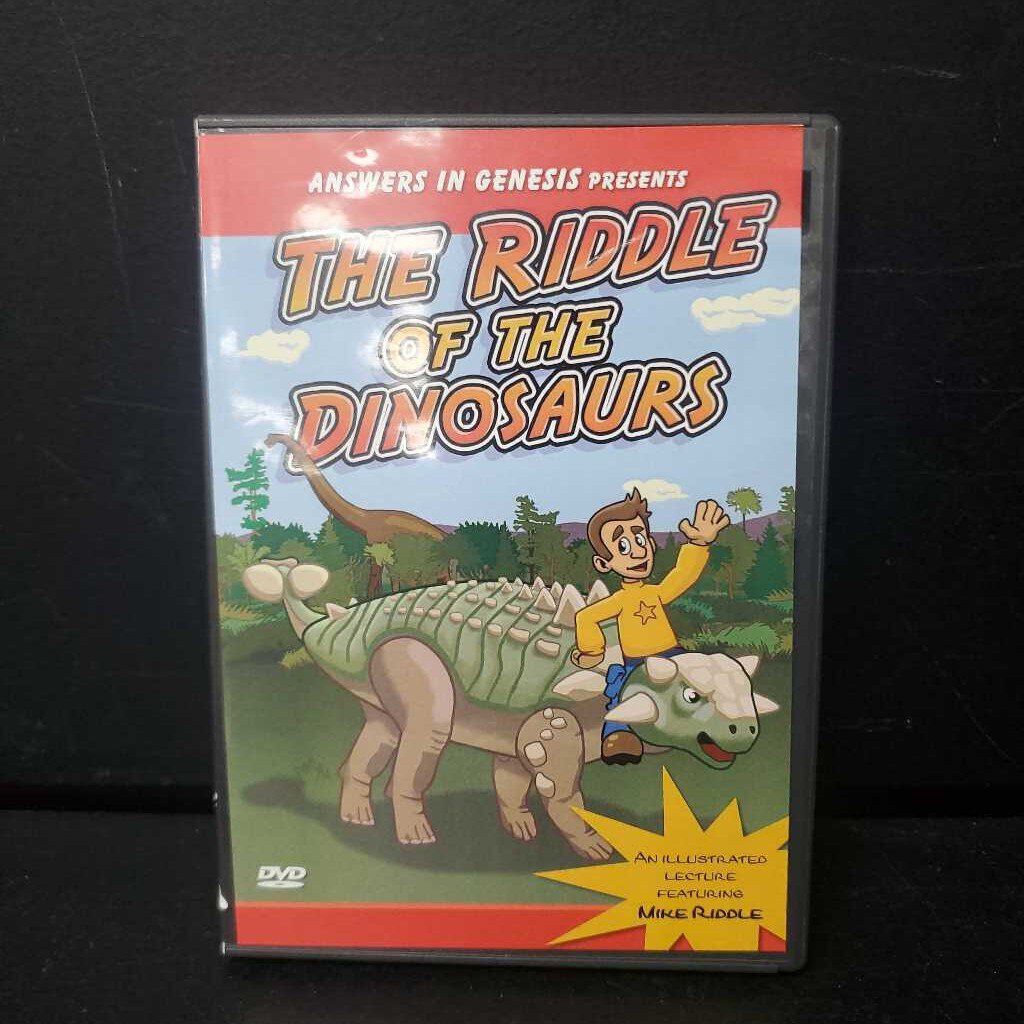 ANSWERS IN GENESIS PRESENTS
THE RIDDLE
OF THE
DINOSAURS
DVD
AN ILLUSTRATED
LECTURE
FEATURING
MIKE RIDDLE